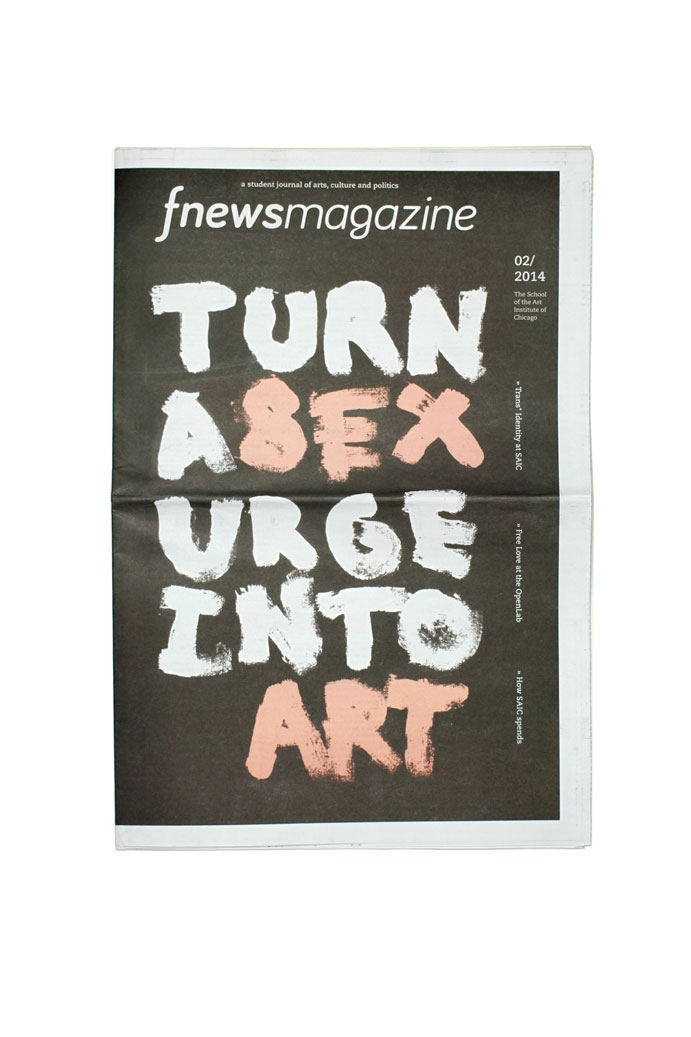 a student journal of arts, culture and politics
fnewsmagazine
02/
2014
The School
of the Art
Institute of
Chicago
TURN
A SEX
URGE
INTO
ART
» Trans* Identity at SAIC
» Free Love at the OpenLab
» How SAIC spends